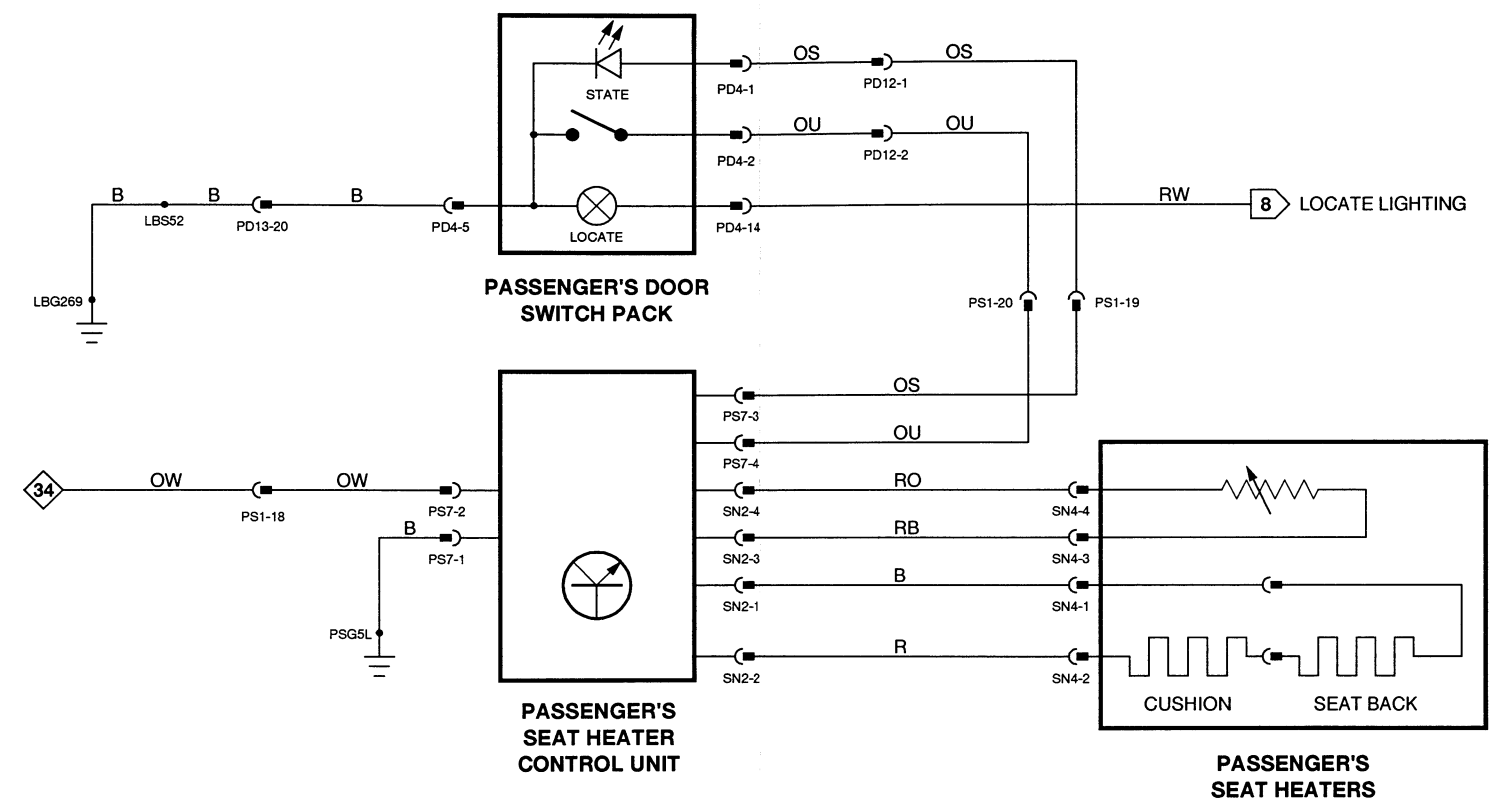 OS
OS
STATE
PD4-1
PD12-1
OU
OU
PD4-2
PD12-2
B
B
B
RW
8
LOCATE LIGHTING
LBS52
PD13-20
PD4-5
LOCATE
PD4-14
PASSENGER'S DOOR
SWITCH PACK
LBG269
PS1-20
PS1-19
OS
PS7-3
OU
PS7-4
34
OW
OW
RO
PS1-18
PS7-2
SN2-4
SN4-4
B
RB
PS7-1
SN2-3
SN4-3
B
SN2-1
SN4-1
PSG5L
R
SN2-2
SN4-2
CUSHION
SEAT BACK
PASSENGER'S
SEAT HEATER
CONTROL UNIT
PASSENGER'S
SEAT HEATERS